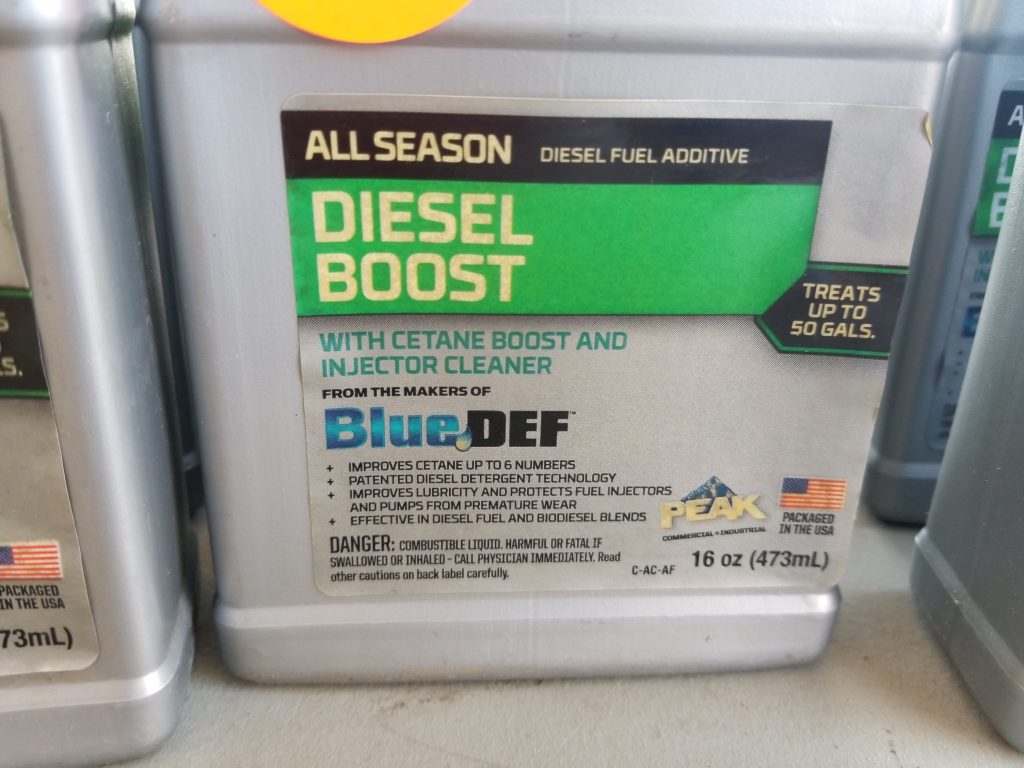 ALL SEASON DIESEL FUEL ADDITIVE
DIESEL
BOOST
TREATS
UP TO
50 GALS.
WITH CETANE BOOST AND
INJECTOR CLEANER
FROM THE MAKERS OF
BlueDEF™
+ IMPROVES CETANE UP TO 6 NUMBERS
+ PATENTED DIESEL DETERGENT TECHNOLOGY
+ IMPROVES LUBRICITY AND PROTECTS FUEL INJECTORS
AND PUMPS FROM PREMATURE WEAR
+ EFFECTIVE IN DIESEL FUEL AND BIODIESEL BLENDS
PEAK
COMMERCIAL & INDUSTRIAL
PACKAGED
IN THE USA
DANGER: COMBUSTIBLE LIQUID. HARMFUL OR FATAL IF
SWALLOWED OR INHALED - CALL PHYSICIAN IMMEDIATELY. Read
other cautions on back label carefully.
C-AC-AF
16 oz (473mL)
LS.
PACKAGED
IN THE USA
73mL)